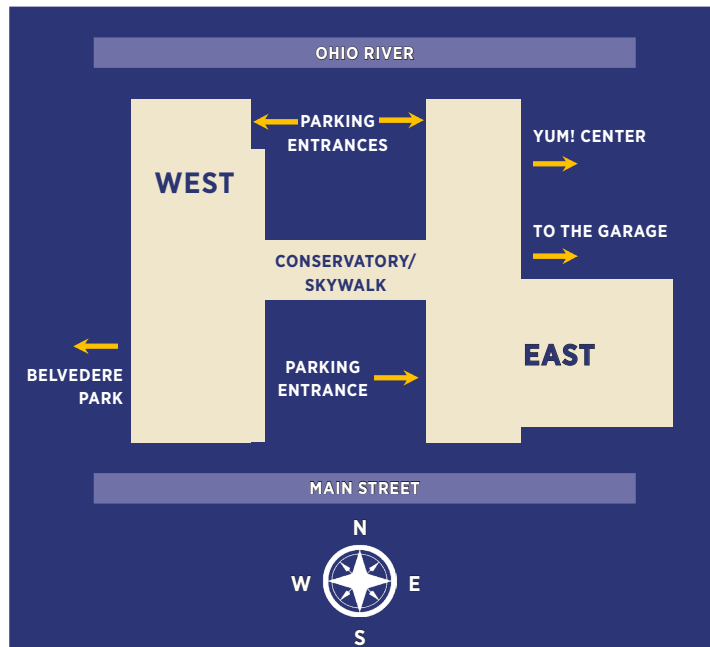 OHIO RIVER
PARKING
ENTRANCES
YUM! CENTER
WEST
TO THE GARAGE
CONSERVATORY/
SKYWALK
EAST
PARKING
ENTRANCE
BELVEDERE
PARK
MAIN STREET
N
W
E
S